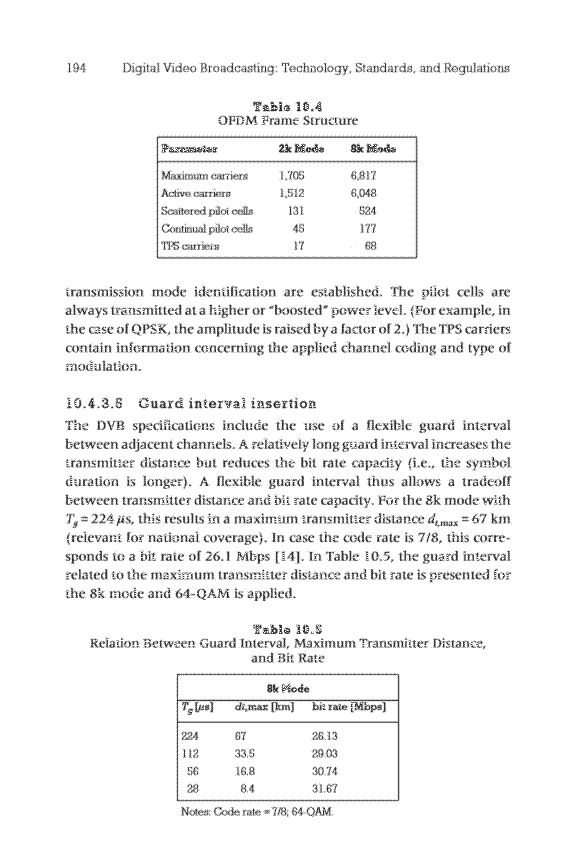 194 Digital Video Broadcasting: Technology, Standards, and Regulations
Table 10.4
OFDM Frame Structure
Parameter 2k Mode 8k Mode
Maximum carriers 1,705 6,817
Active carriers 1,512 6,048
Scattered pilot cells 131 524
Continual pilot cells 45 177
TPS carriers 17 68
transmission mode identification are established. The pilot cells are
always transmitted at a higher or "boosted" power level. (For example, in
the case of QPSK, the amplitude is raised by a factor of 2.) The TPS carriers
contain information concerning the applied channel coding and type of
modulation.
10.4.3.5 Guard interval insertion
The DVB specifications include the use of a flexible guard interval
between adjacent channels. A relatively long guard interval increases the
transmitter distance but reduces the bit rate capacity (i.e., the symbol
duration is longer). A flexible guard interval thus allows a tradeoff
between transmitter distance and bit rate capacity. For the 8k mode with
Tg = 224 μs, this results in a maximum transmitter distance dt,max = 67 km
(relevant for national coverage). In case the code rate is 7/8, this corre-
sponds to a bit rate of 26.1 Mbps [14]. In Table 10.5, the guard interval
related to the maximum transmitter distance and bit rate is presented for
the 8k mode and 64-QAM is applied.
Table 10.5
Relation Between Guard Interval, Maximum Transmitter Distance,
and Bit Rate
8k Mode
Tg [μs] dt,max [km] bit rate [Mbps]
224 67 26.13
112 33.5 29.03
56 16.8 30.74
28 8.4 31.67
Notes: Code rate = 7/8; 64-QAM.